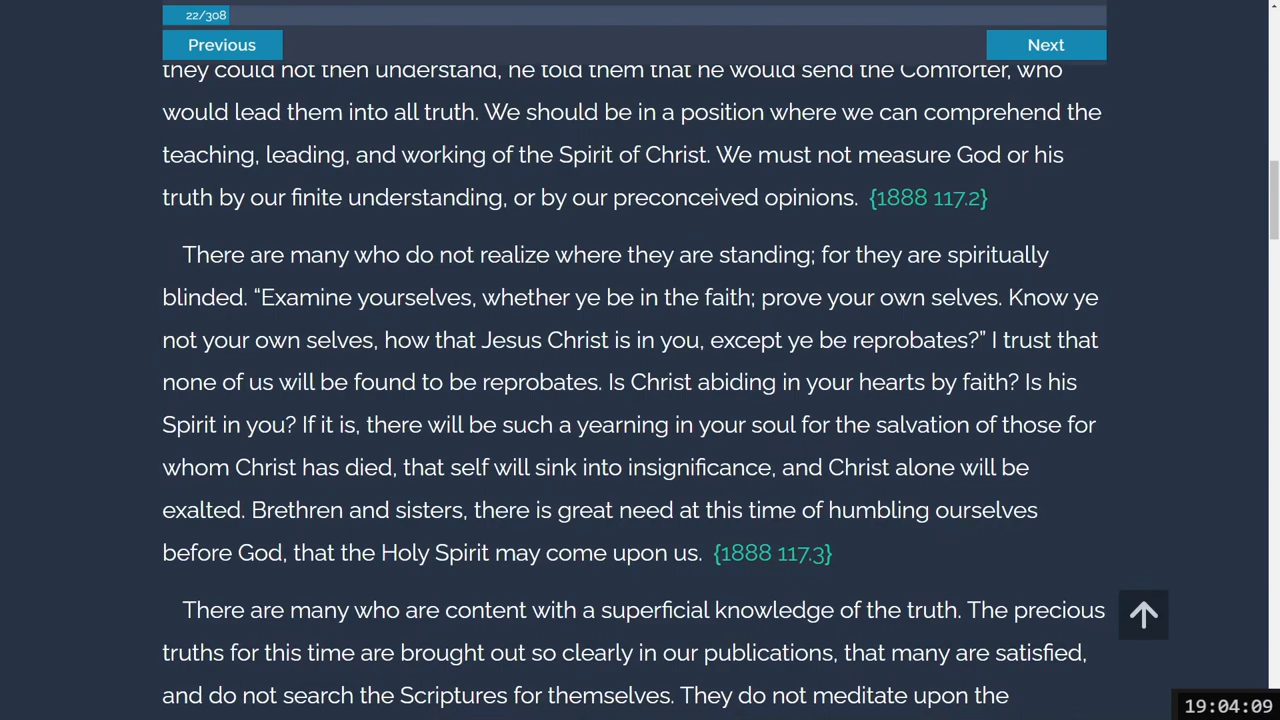 22/308
Previous
Next
they could not then understand, he told them that he would send the Comforter, who
would lead them into all truth. We should be in a position where we can comprehend the
teaching, leading, and working of the Spirit of Christ. We must not measure God or his
truth by our finite understanding, or by our preconceived opinions. {1888 117.2}
There are many who do not realize where they are standing; for they are spiritually
blinded. “Examine yourselves, whether ye be in the faith; prove your own selves. Know ye
not your own selves, how that Jesus Christ is in you, except ye be reprobates?” I trust that
none of us will be found to be reprobates. Is Christ abiding in your hearts by faith? Is his
Spirit in you? If it is, there will be such a yearning in your soul for the salvation of those for
whom Christ has died, that self will sink into insignificance, and Christ alone will be
exalted. Brethren and sisters, there is great need at this time of humbling ourselves
before God, that the Holy Spirit may come upon us. {1888 117.3}
There are many who are content with a superficial knowledge of the truth. The precious
truths for this time are brought out so clearly in our publications, that many are satisfied,
and do not search the Scriptures for themselves. They do not meditate upon the
19:04:09